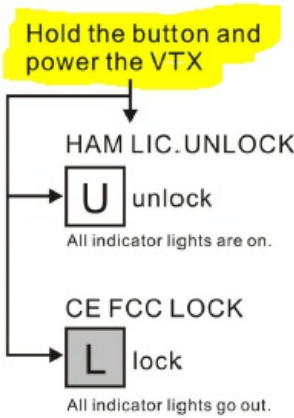 Hold the button and
power the VTX
HAM LIC.UNLOCK
U unlock
All indicator lights are on.
CE FCC LOCK
L lock
All indicator lights go out.